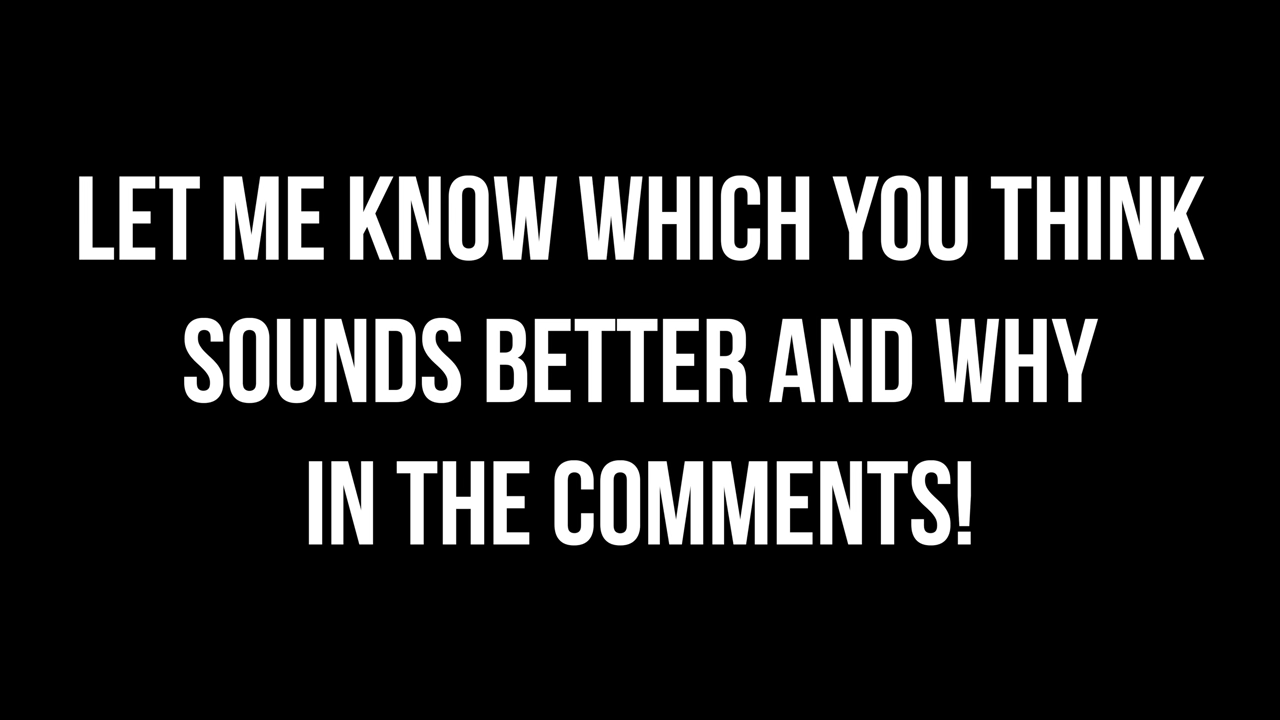 LET ME KNOW WHICH YOU THINK
SOUNDS BETTER AND WHY
IN THE COMMENTS!